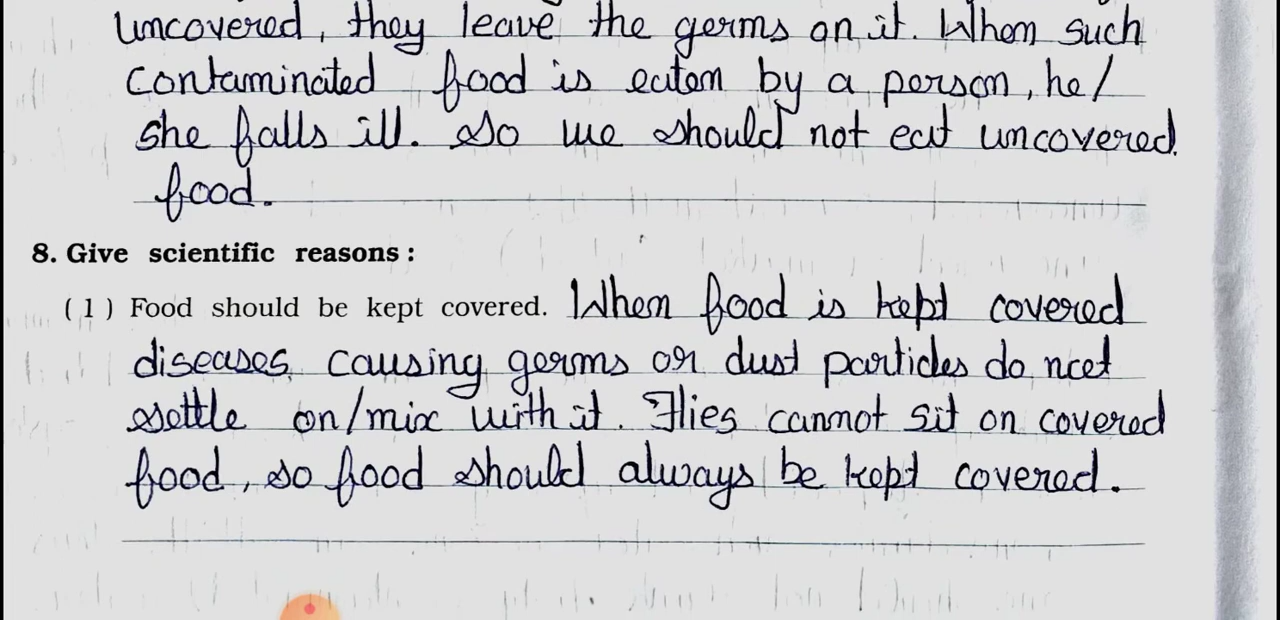 uncovered, they leave the germs on it. When such
contaminated food is eaten by a person, he/
she falls ill. So we should not eat uncovered.
food.
8. Give scientific reasons :
( 1 ) Food should be kept covered. When food is kept covered
diseases causing germs or dust particles do not
settle on/mix with it. Flies cannot sit on covered
food, so food should always be kept covered.